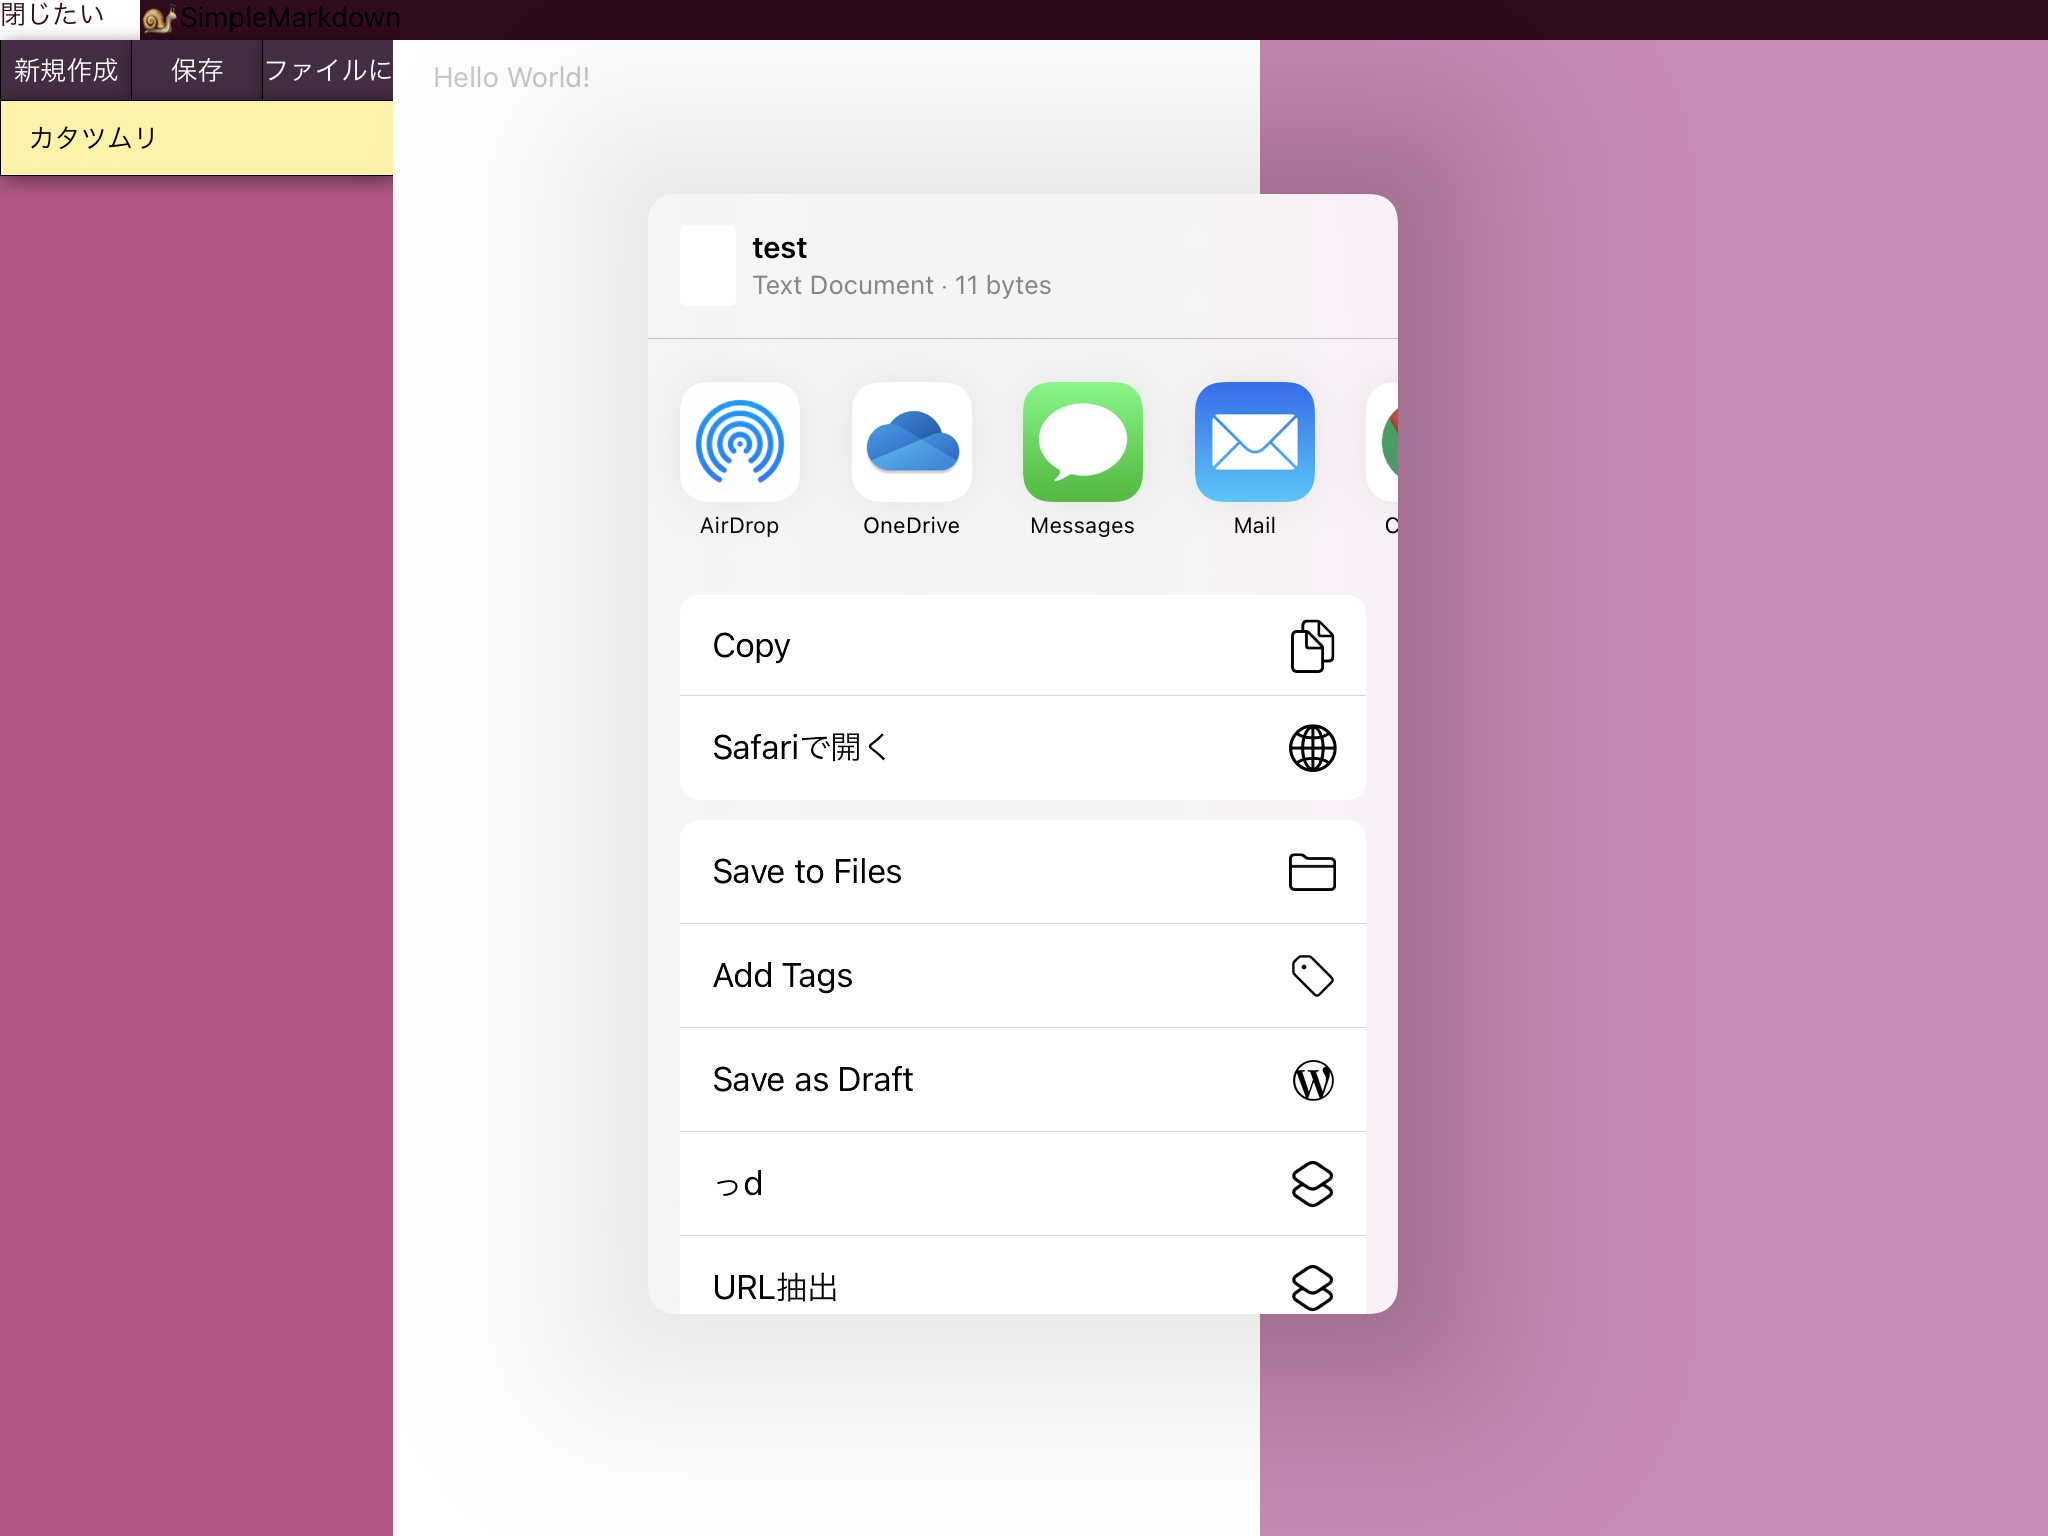 閉じたい
🐌SimpleMarkdown
新規作成 保存 ファイルに
カタツムリ
Hello World!
test
Text Document · 11 bytes
AirDrop OneDrive Messages Mail C
Copy
Safariで開く
Save to Files
Add Tags
Save as Draft
っd
URL抽出